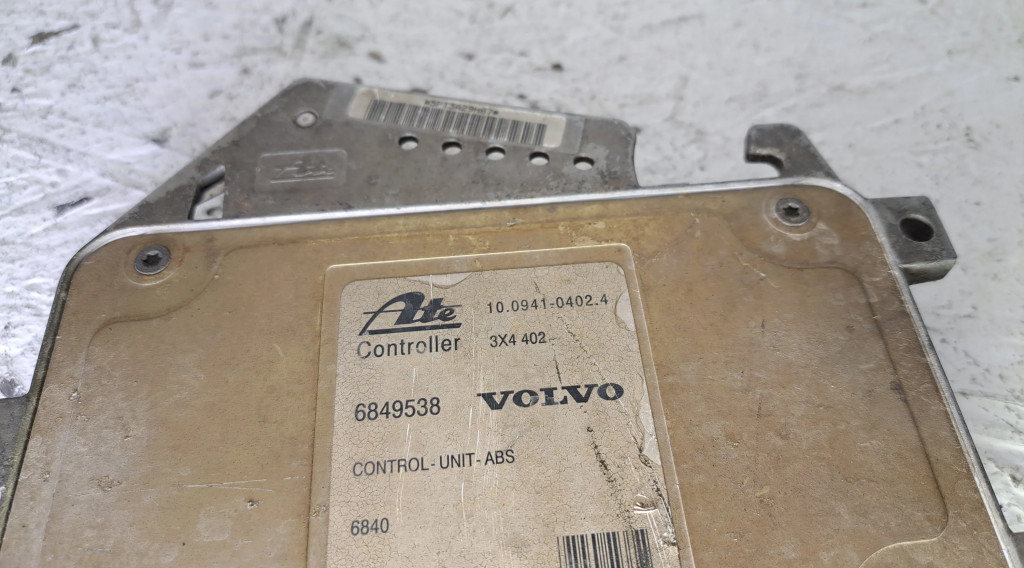 Ate 10.0941-0402.4
Controller 3X4 402
6849538 VOLVO
CONTROL-UNIT-ABS
6840